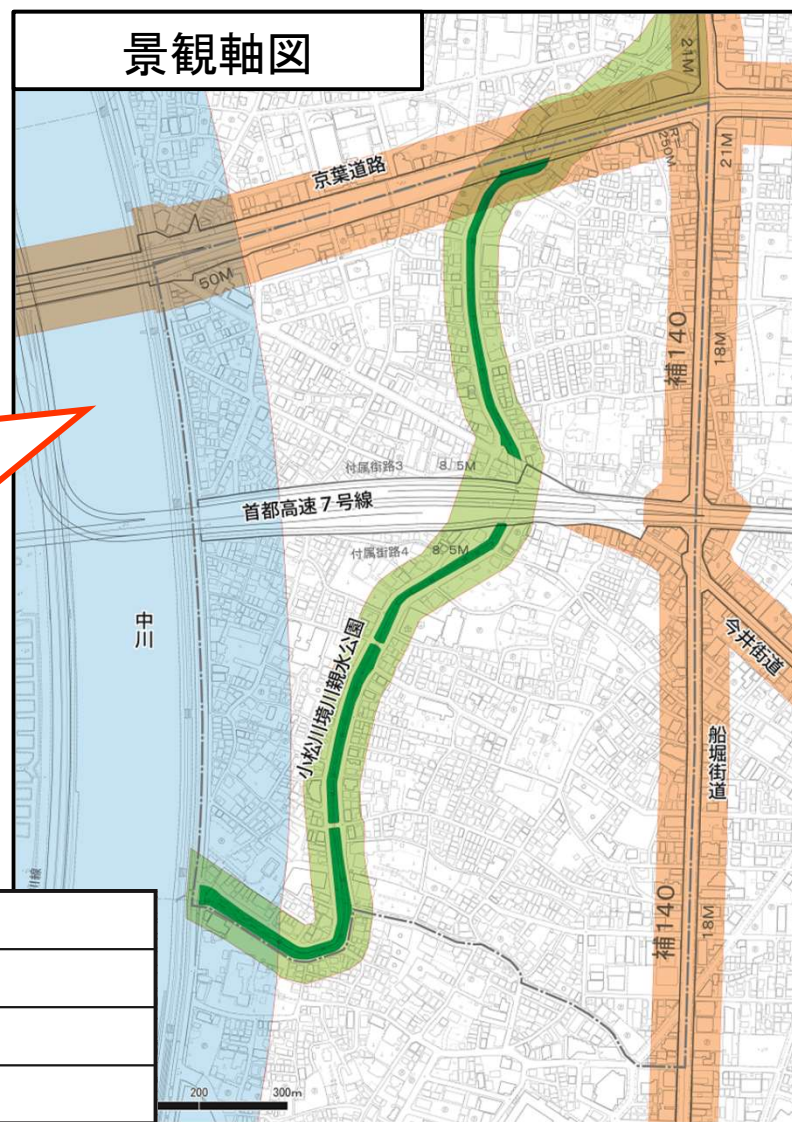 景観軸図
21M
京葉道路
R=
250M
21M
50M
補140
18M
付属街路3 8.5M
首都高速7号線
付属街路4 8.5M
中川
今井街道
小松川境川親水公園
船堀街道
補140
18M
川線
200 300m